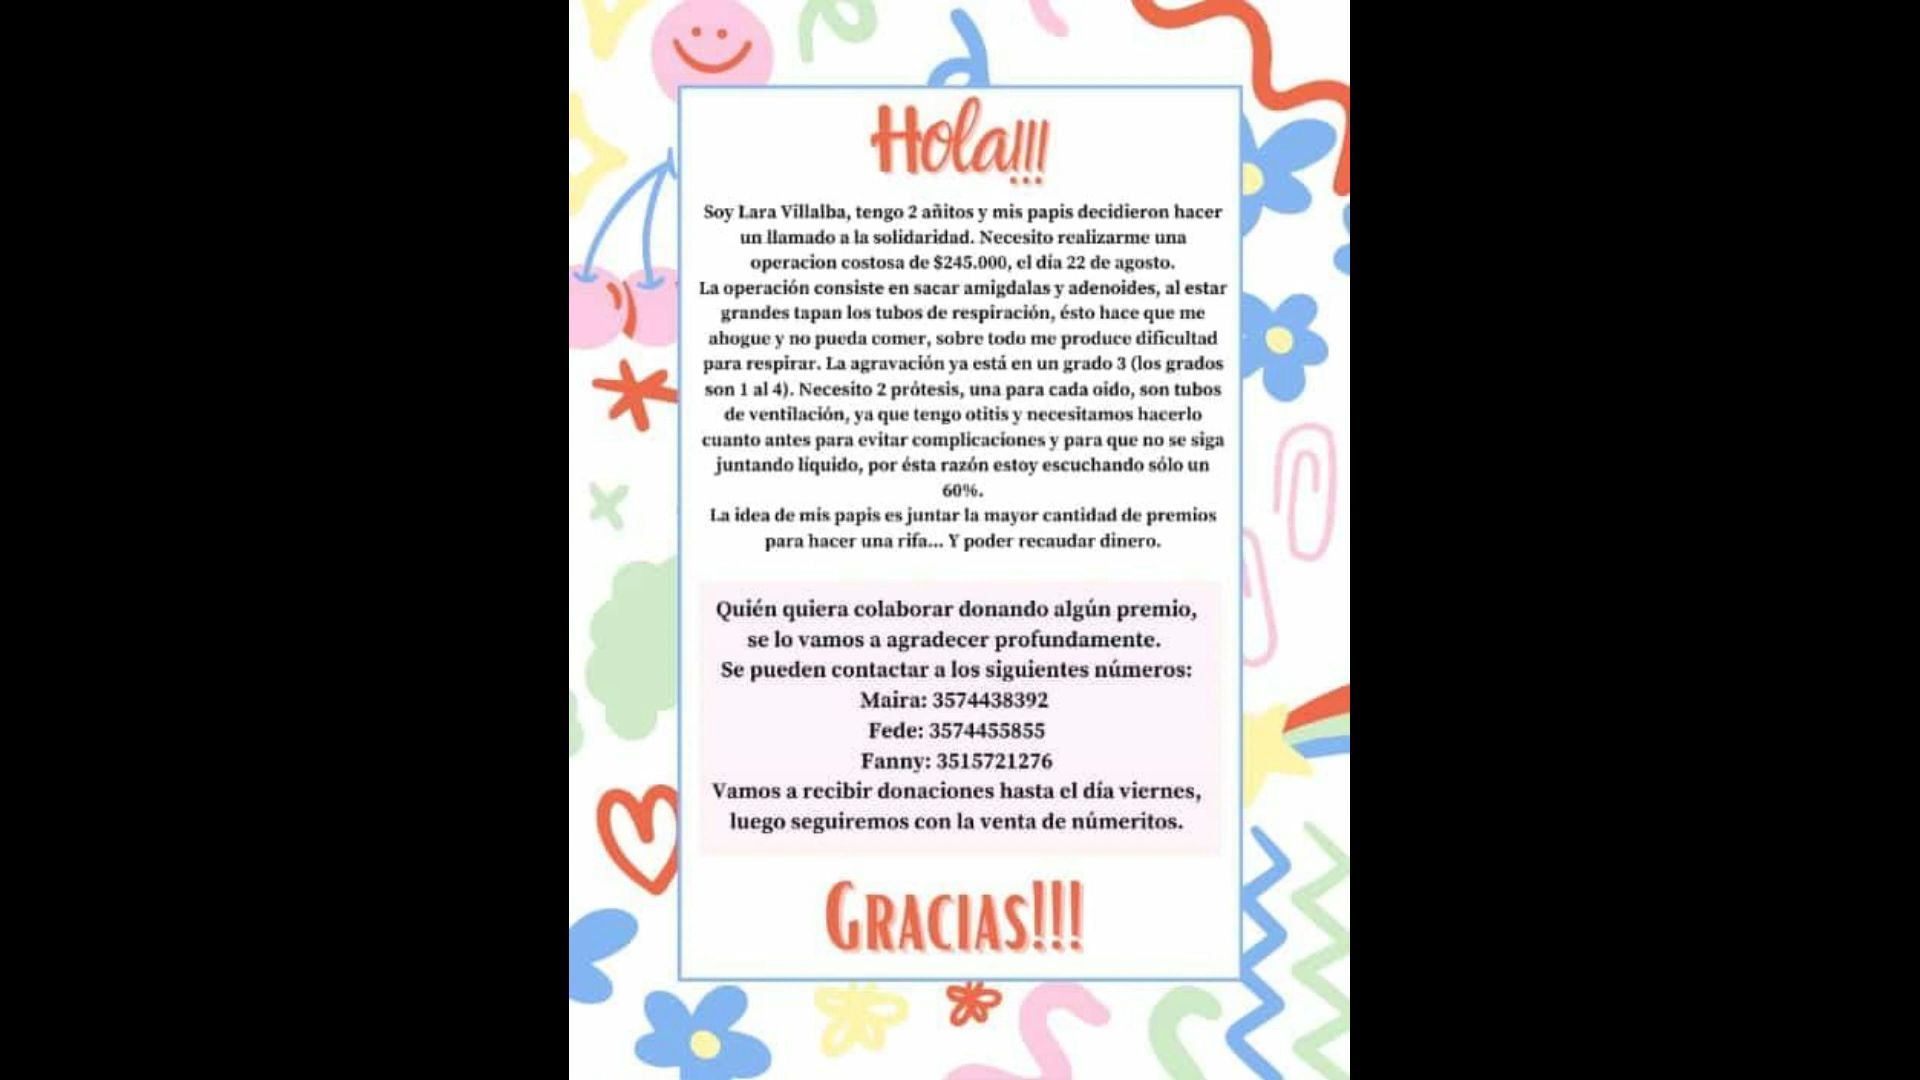 Hola!!!
Soy Lara Villalba, tengo 2 añitos y mis papis decidieron hacer
un llamado a la solidaridad. Necesito realizarme una
operacion costosa de $245.000, el día 22 de agosto.
La operación consiste en sacar amigdalas y adenoides, al estar
grandes tapan los tubos de respiración, ésto hace que me
ahogue y no pueda comer, sobre todo me produce dificultad
para respirar. La agravación ya está en un grado 3 (los grados
son 1 al 4). Necesito 2 prótesis, una para cada oido, son tubos
de ventilación, ya que tengo otitis y necesitamos hacerlo
cuanto antes para evitar complicaciones y para que no se siga
juntando líquido, por ésta razón estoy escuchando sólo un
60%.
La idea de mis papis es juntar la mayor cantidad de premios
para hacer una rifa... Y poder recaudar dinero.
Quién quiera colaborar donando algún premio,
se lo vamos a agradecer profundamente.
Se pueden contactar a los siguientes números:
Maira: 3574438392
Fede: 3574455855
Fanny: 3515721276
Vamos a recibir donaciones hasta el día viernes,
luego seguiremos con la venta de números.
GRACIAS!!!